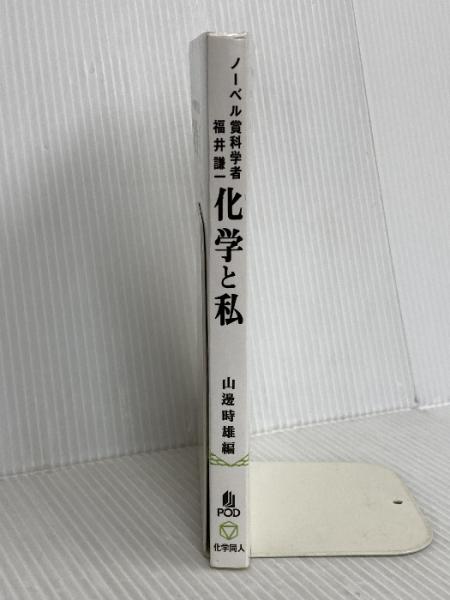 ノーベル賞科学者
福井謙一
化学と私
山邊時雄編
POD
化学同人